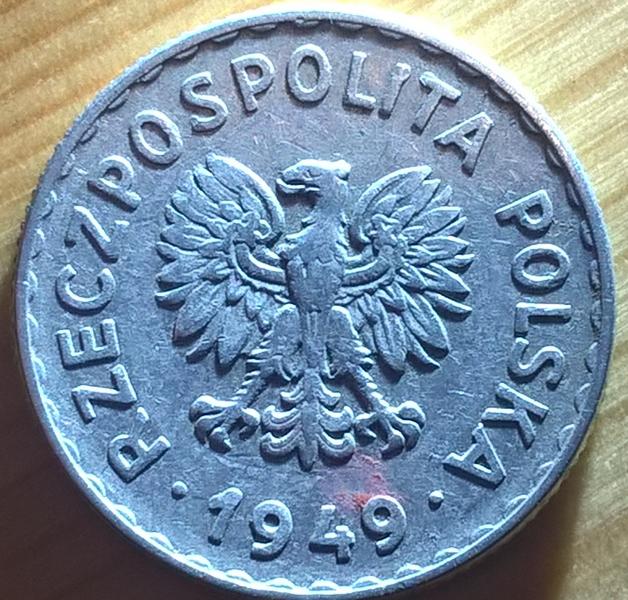 RZECZPOSPOLITA POLSKA
· 1949 ·